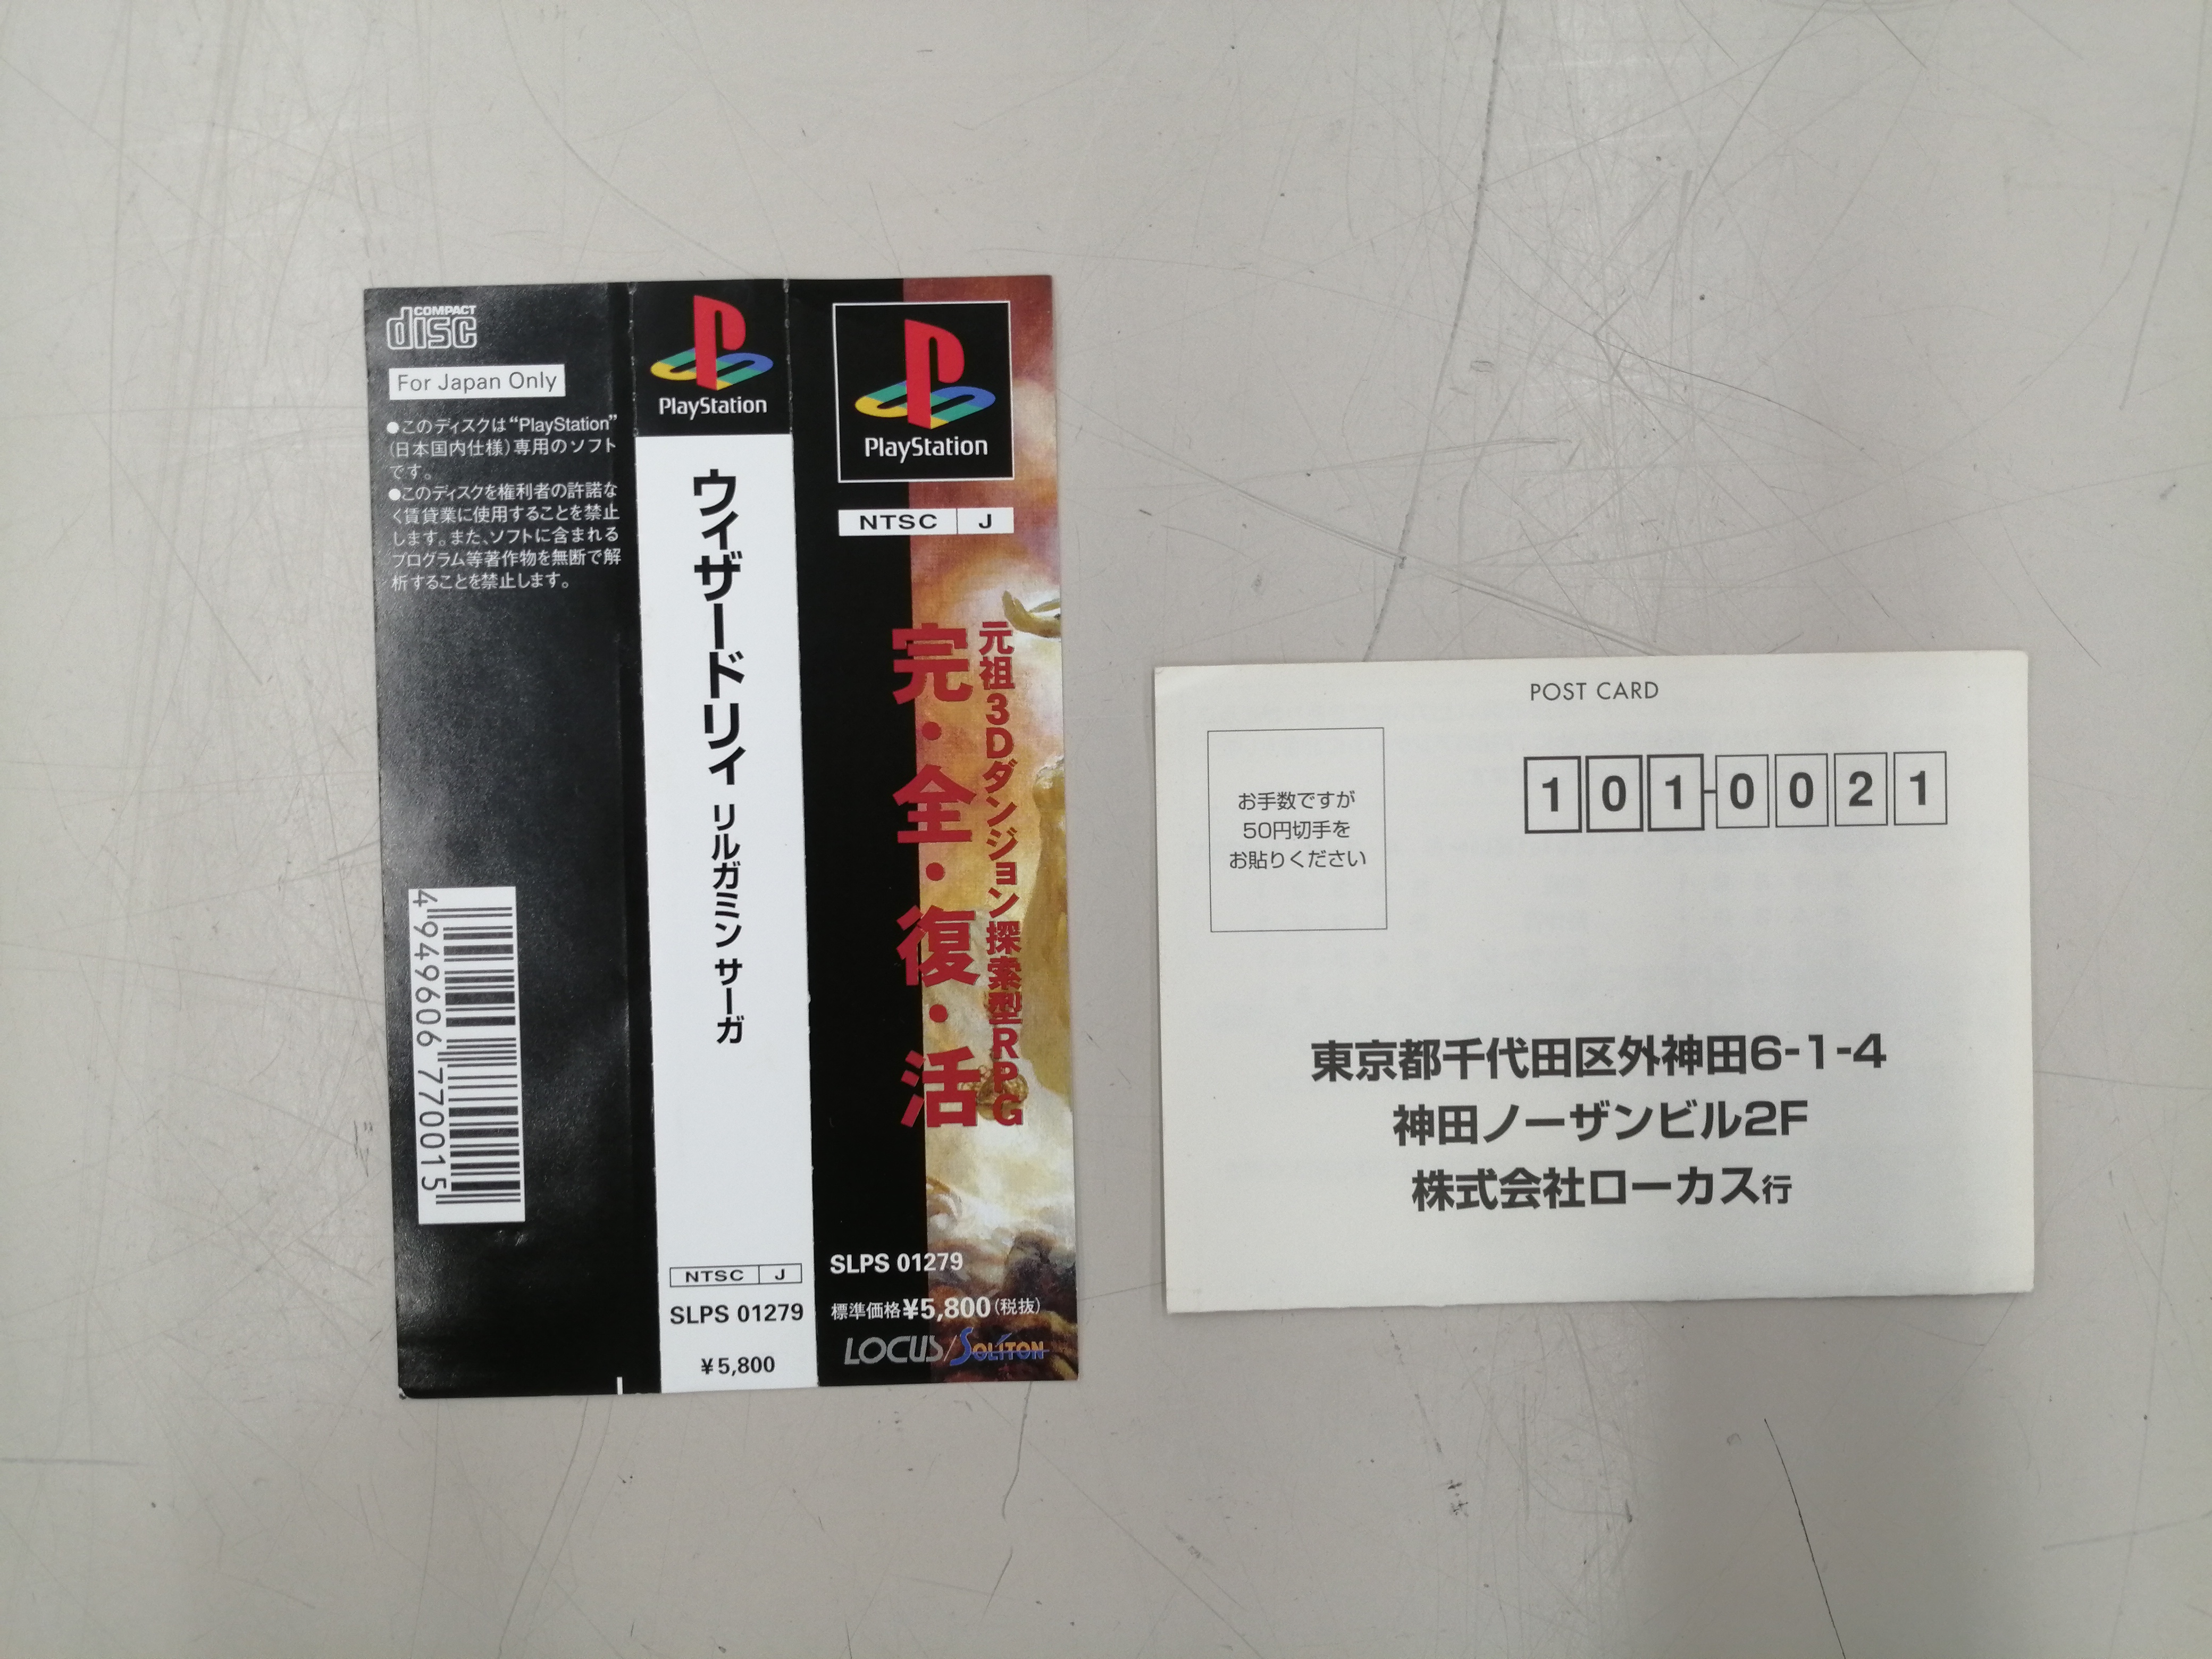 COMPACT
disc
For Japan Only
●このディスクは“PlayStation”
(日本国内仕様)専用のソフト
です。
●このディスクを権利者の許諾な
く賃貸業に使用することを禁止
します。また、ソフトに含まれる
プログラム等著作物を無断で解
析することを禁止します。
4 949606 770015
PlayStation
ウィザードリィ リルガミン サーガ
NTSC J
SLPS 01279
¥5,800
PlayStation
NTSC J
元祖3Dダンジョン探索型RPG
完・全・復・活
SLPS 01279
標準価格¥5,800(税抜)
LOCUS/SOLITON
POST CARD
お手数ですが
50円切手を
お貼りください
101-0021
東京都千代田区外神田6-1-4
神田ノーザンビル2F
株式会社ローカス行